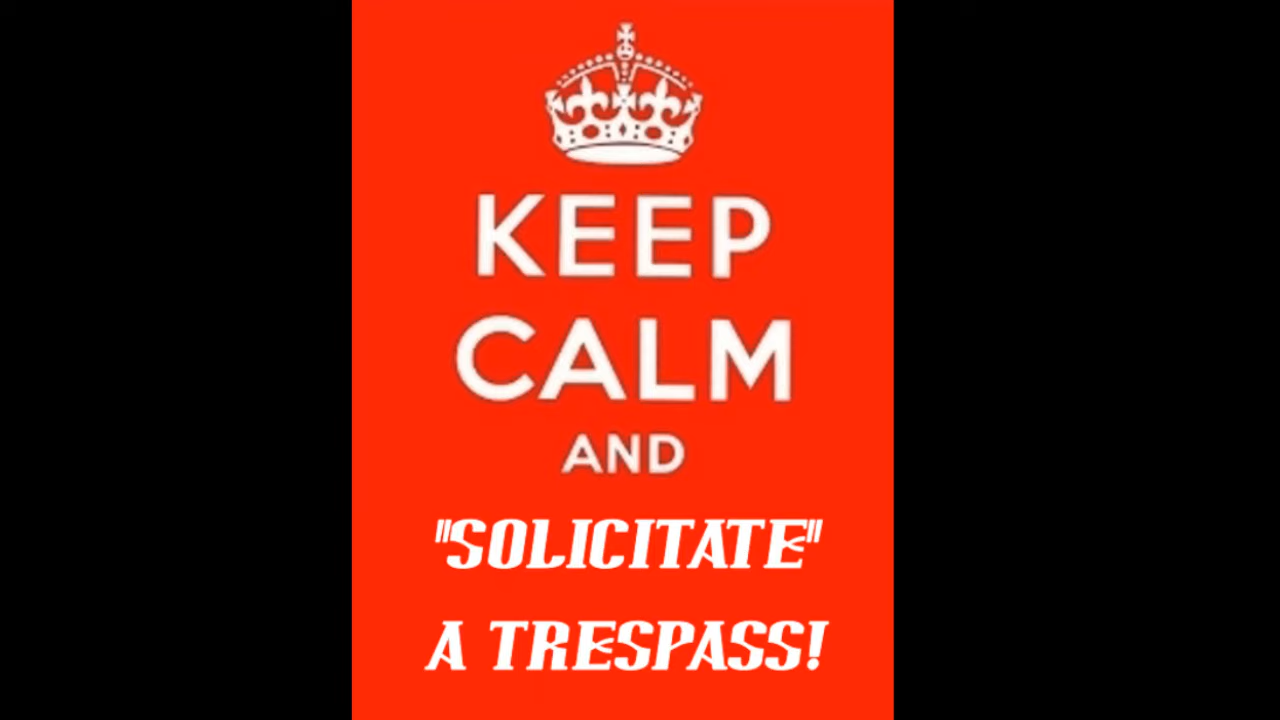 KEEP
CALM
AND
"SOLICITATE"
A TRESPASS!